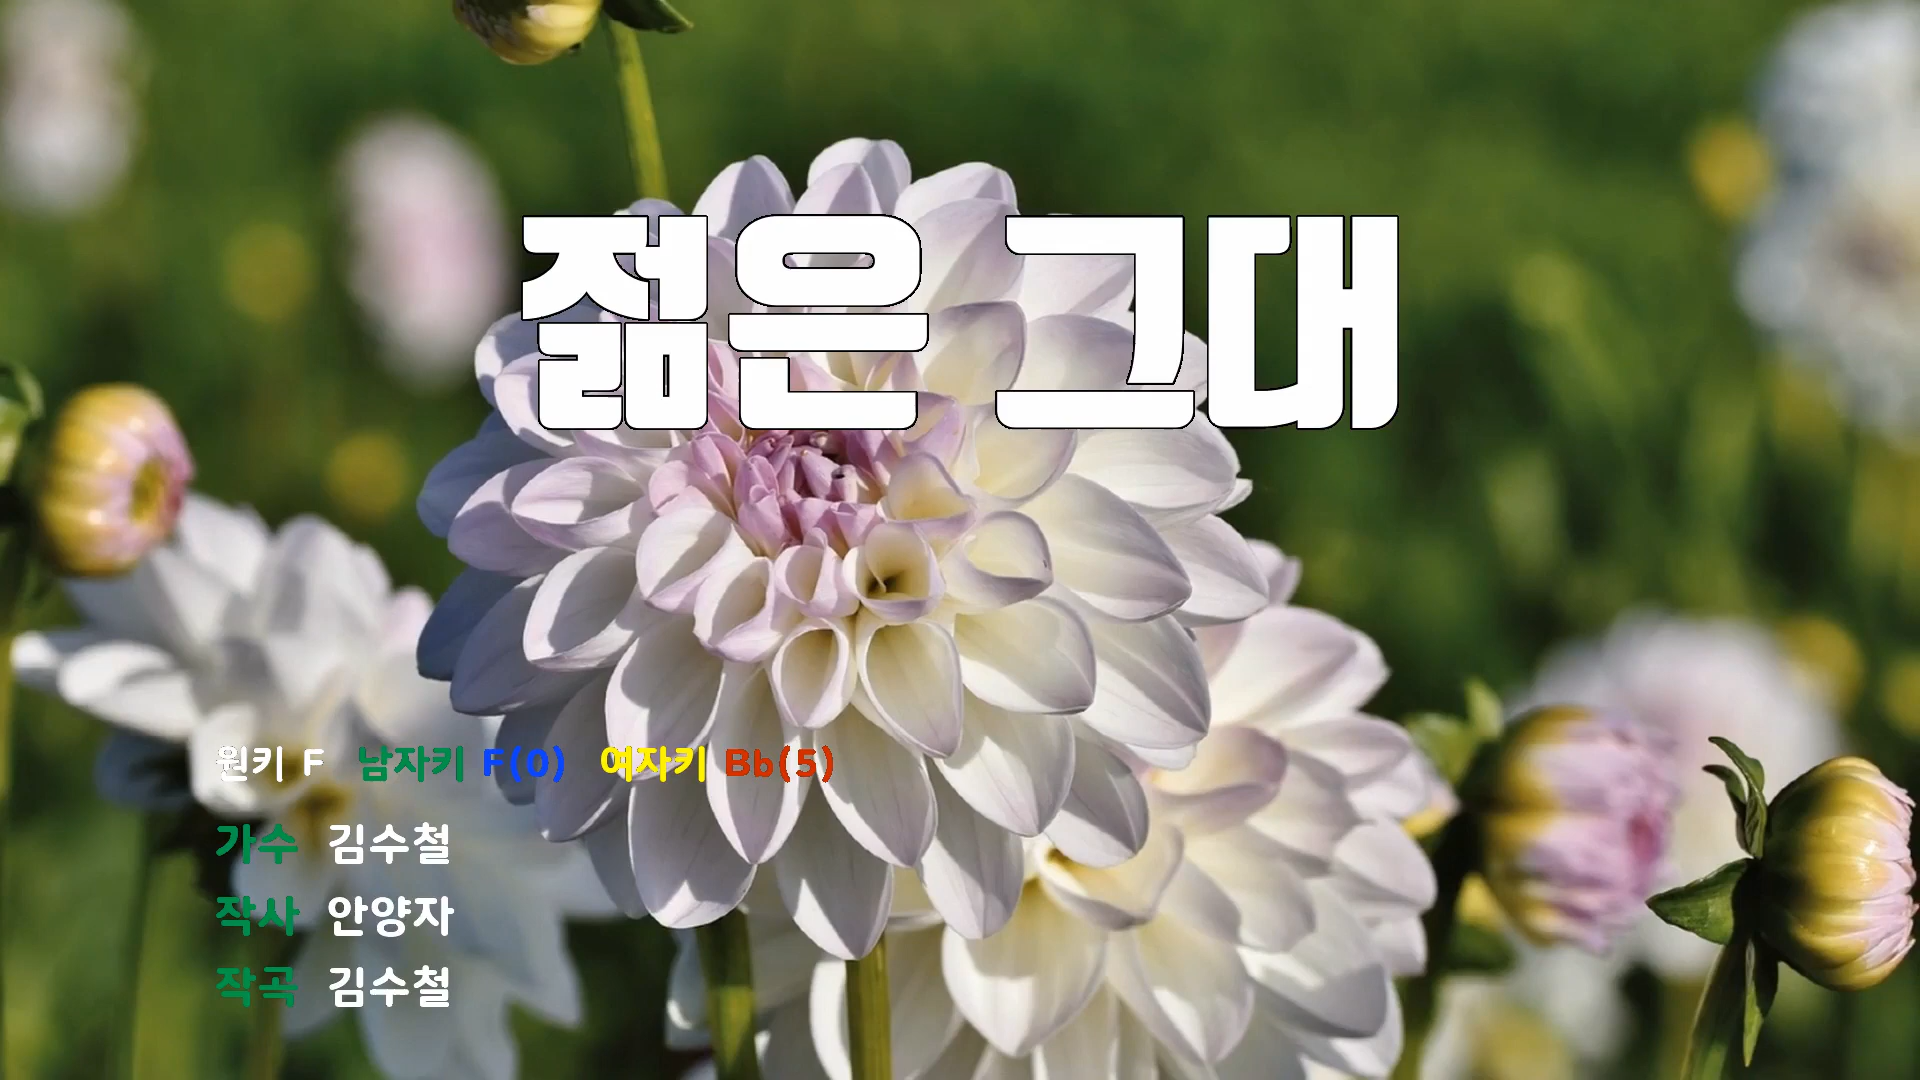 젊은 그대
원키 F 남자키 F(0) 여자키 Bb(5)
가수 김수철
작사 안양자
작곡 김수철